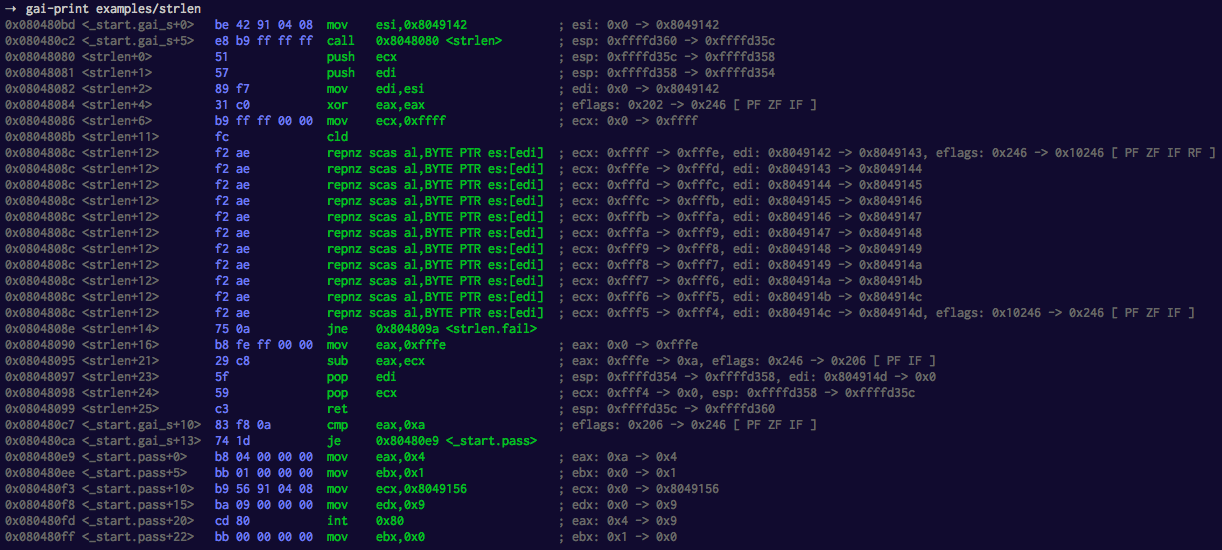 → gai-print examples/strlen
0x080480bd <_start.gai_s+0> be 42 91 04 08 mov esi,0x8049142 ; esi: 0x0 -> 0x8049142
0x080480c2 <_start.gai_s+5> e8 b9 ff ff ff call 0x8048080 <strlen> ; esp: 0xffffd360 -> 0xffffd35c
0x08048080 <strlen+0> 51 push ecx ; esp: 0xffffd35c -> 0xffffd358
0x08048081 <strlen+1> 57 push edi ; esp: 0xffffd358 -> 0xffffd354
0x08048082 <strlen+2> 89 f7 mov edi,esi ; edi: 0x0 -> 0x8049142
0x08048084 <strlen+4> 31 c0 xor eax,eax ; eflags: 0x202 -> 0x246 [ PF ZF IF ]
0x08048086 <strlen+6> b9 ff ff 00 00 mov ecx,0xffff ; ecx: 0x0 -> 0xffff
0x0804808b <strlen+11> fc cld
0x0804808c <strlen+12> f2 ae repnz scas al,BYTE PTR es:[edi] ; ecx: 0xffff -> 0xfffe, edi: 0x8049142 -> 0x8049143, eflags: 0x246 -> 0x10246 [ PF ZF IF RF ]
0x0804808c <strlen+12> f2 ae repnz scas al,BYTE PTR es:[edi] ; ecx: 0xfffe -> 0xfffd, edi: 0x8049143 -> 0x8049144
0x0804808c <strlen+12> f2 ae repnz scas al,BYTE PTR es:[edi] ; ecx: 0xfffd -> 0xfffc, edi: 0x8049144 -> 0x8049145
0x0804808c <strlen+12> f2 ae repnz scas al,BYTE PTR es:[edi] ; ecx: 0xfffc -> 0xfffb, edi: 0x8049145 -> 0x8049146
0x0804808c <strlen+12> f2 ae repnz scas al,BYTE PTR es:[edi] ; ecx: 0xfffb -> 0xfffa, edi: 0x8049146 -> 0x8049147
0x0804808c <strlen+12> f2 ae repnz scas al,BYTE PTR es:[edi] ; ecx: 0xfffa -> 0xfff9, edi: 0x8049147 -> 0x8049148
0x0804808c <strlen+12> f2 ae repnz scas al,BYTE PTR es:[edi] ; ecx: 0xfff9 -> 0xfff8, edi: 0x8049148 -> 0x8049149
0x0804808c <strlen+12> f2 ae repnz scas al,BYTE PTR es:[edi] ; ecx: 0xfff8 -> 0xfff7, edi: 0x8049149 -> 0x804914a
0x0804808c <strlen+12> f2 ae repnz scas al,BYTE PTR es:[edi] ; ecx: 0xfff7 -> 0xfff6, edi: 0x804914a -> 0x804914b
0x0804808c <strlen+12> f2 ae repnz scas al,BYTE PTR es:[edi] ; ecx: 0xfff6 -> 0xfff5, edi: 0x804914b -> 0x804914c
0x0804808c <strlen+12> f2 ae repnz scas al,BYTE PTR es:[edi] ; ecx: 0xfff5 -> 0xfff4, edi: 0x804914c -> 0x804914d, eflags: 0x10246 -> 0x246 [ PF ZF IF ]
0x0804808e <strlen+14> 75 0a jne 0x804809a <strlen.fail>
0x08048090 <strlen+16> b8 fe ff 00 00 mov eax,0xfffe ; eax: 0x0 -> 0xfffe
0x08048095 <strlen+21> 29 c8 sub eax,ecx ; eax: 0xfffe -> 0xa, eflags: 0x246 -> 0x206 [ PF IF ]
0x08048097 <strlen+23> 5f pop edi ; esp: 0xffffd354 -> 0xffffd358, edi: 0x804914d -> 0x0
0x08048098 <strlen+24> 59 pop ecx ; ecx: 0xfff4 -> 0x0, esp: 0xffffd358 -> 0xffffd35c
0x08048099 <strlen+25> c3 ret ; esp: 0xffffd35c -> 0xffffd360
0x080480c7 <_start.gai_s+10> 83 f8 0a cmp eax,0xa ; eflags: 0x206 -> 0x246 [ PF ZF IF ]
0x080480ca <_start.gai_s+13> 74 1d je 0x80480e9 <_start.pass>
0x080480e9 <_start.pass+0> b8 04 00 00 00 mov eax,0x4 ; eax: 0xa -> 0x4
0x080480ee <_start.pass+5> bb 01 00 00 00 mov ebx,0x1 ; ebx: 0x0 -> 0x1
0x080480f3 <_start.pass+10> b9 56 91 04 08 mov ecx,0x8049156 ; ecx: 0x0 -> 0x8049156
0x080480f8 <_start.pass+15> ba 09 00 00 00 mov edx,0x9 ; edx: 0x0 -> 0x9
0x080480fd <_start.pass+20> cd 80 int 0x80 ; eax: 0x4 -> 0x9
0x080480ff <_start.pass+22> bb 00 00 00 00 mov ebx,0x0 ; ebx: 0x1 -> 0x0